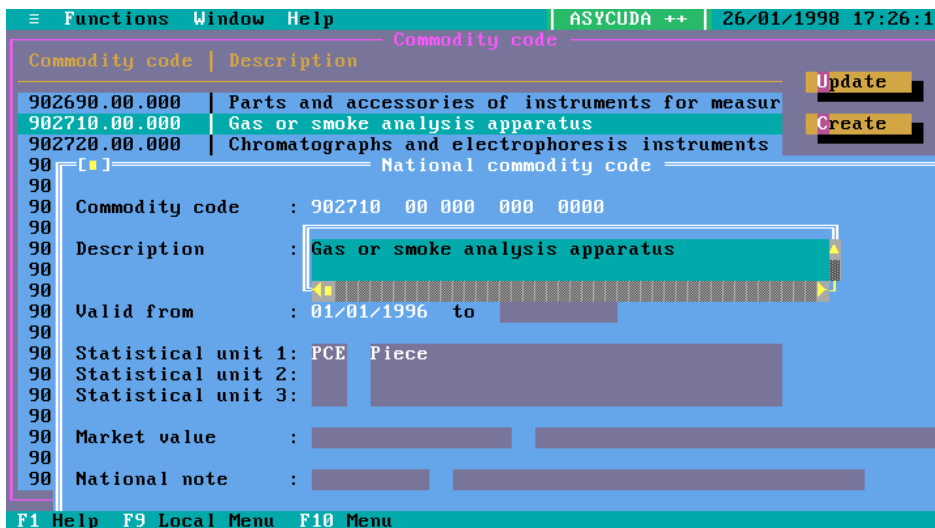 ≡ Functions Window Help ASYCUDA ++ 26/01/1998 17:26:1
Commodity code
Commodity code | Description
Update
902690.00.000 | Parts and accessories of instruments for measur
902710.00.000 | Gas or smoke analysis apparatus
Create
902720.00.000 | Chromatographs and electrophoresis instruments
90 [■] National commodity code
90
90 Commodity code : 902710 00 000 000 0000
90
90 Description : Gas or smoke analysis apparatus
90
90
90 Valid from : 01/01/1996 to
90
90 Statistical unit 1: PCE Piece
90 Statistical unit 2:
90 Statistical unit 3:
90
90 Market value :
90
90 National note :
F1 Help F9 Local Menu F10 Menu